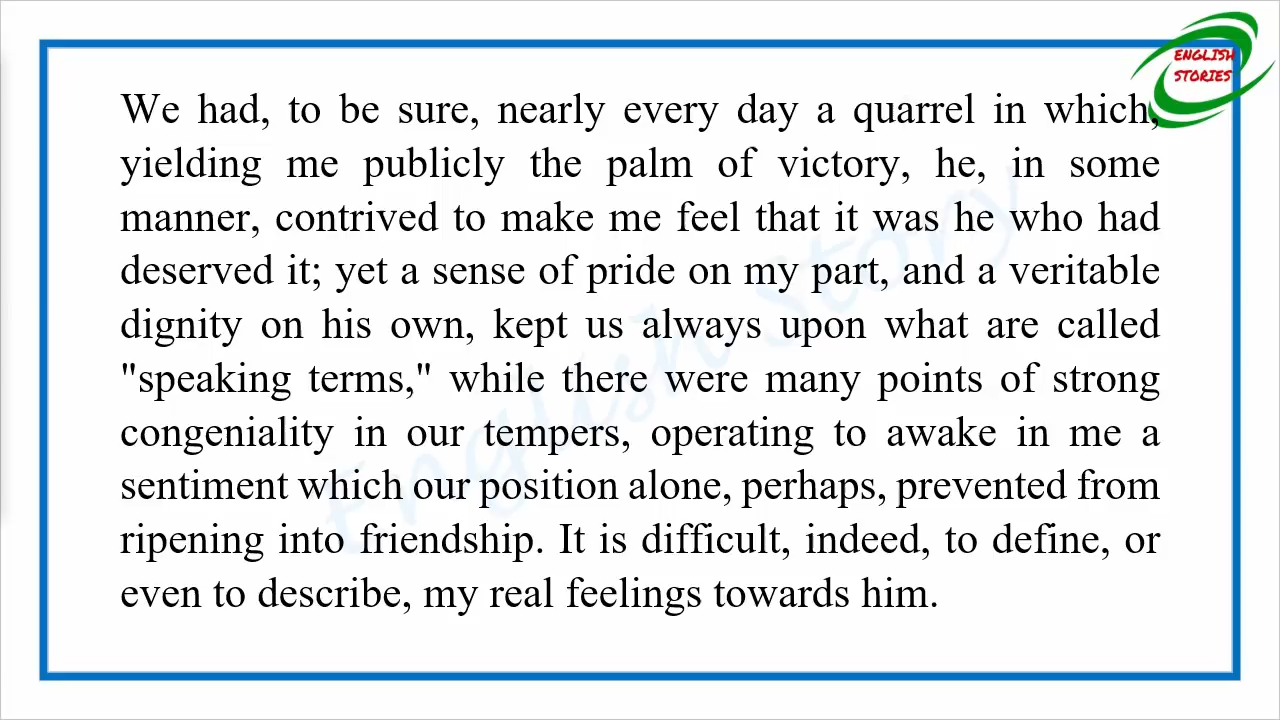 ENGLISH
STORIES
We had, to be sure, nearly every day a quarrel in which,
yielding me publicly the palm of victory, he, in some
manner, contrived to make me feel that it was he who had
deserved it; yet a sense of pride on my part, and a veritable
dignity on his own, kept us always upon what are called
"speaking terms," while there were many points of strong
congeniality in our tempers, operating to awake in me a
sentiment which our position alone, perhaps, prevented from
ripening into friendship. It is difficult, indeed, to define, or
even to describe, my real feelings towards him.
English Story